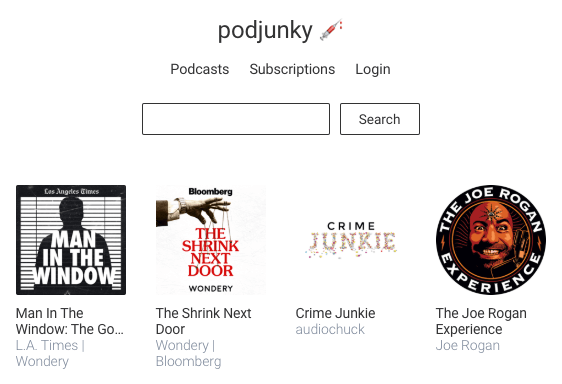 podjunky 💉
Podcasts Subscriptions Login
Search
Los Angeles Times
MAN
IN THE
WINDOW
Bloomberg
THE
SHRINK
NEXT
DOOR
WONDERY
CRIME
JUNKIE
THE JOE ROGAN
EXPERIENCE
Man In The
Window: The Go...
L.A. Times |
Wondery
The Shrink Next
Door
Wondery |
Bloomberg
Crime Junkie
audiochuck
The Joe Rogan
Experience
Joe Rogan